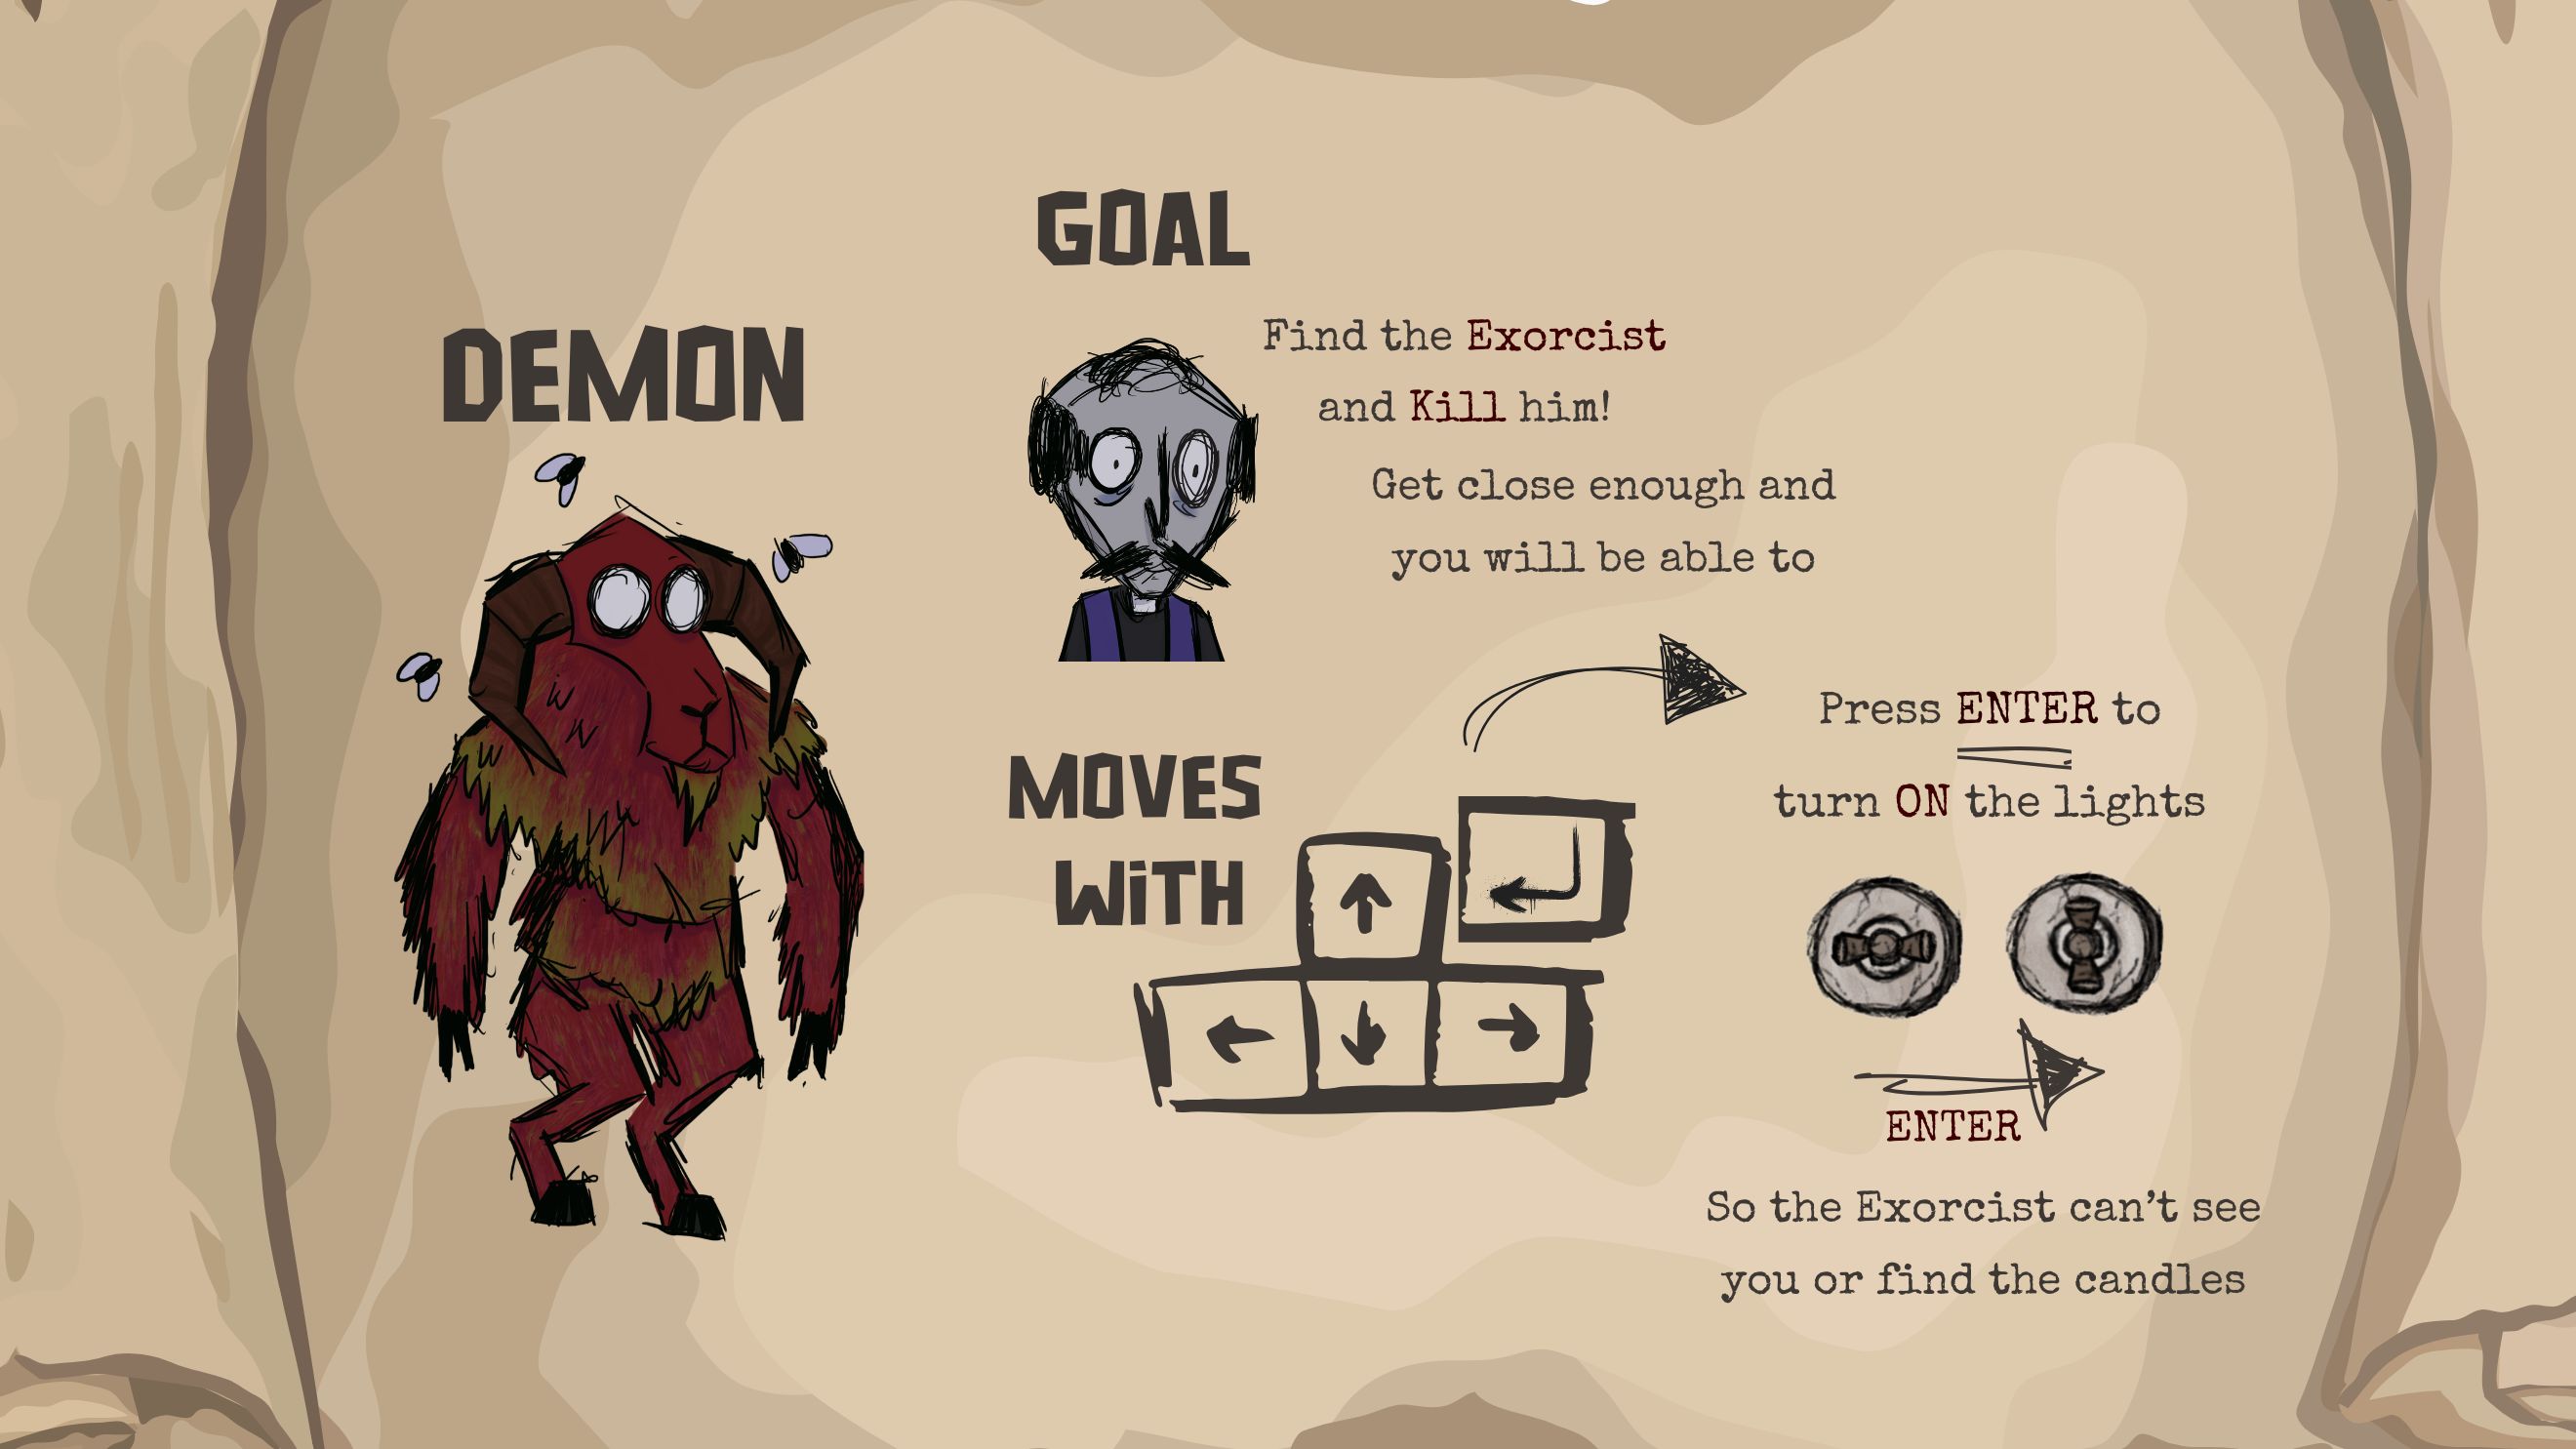 DEMON
GOAL
Find the Exorcist
and Kill him!
Get close enough and
you will be able to
MOVES
WiTH
Press ENTER to
turn ON the lights
ENTER
So the Exorcist can't see
you or find the candles